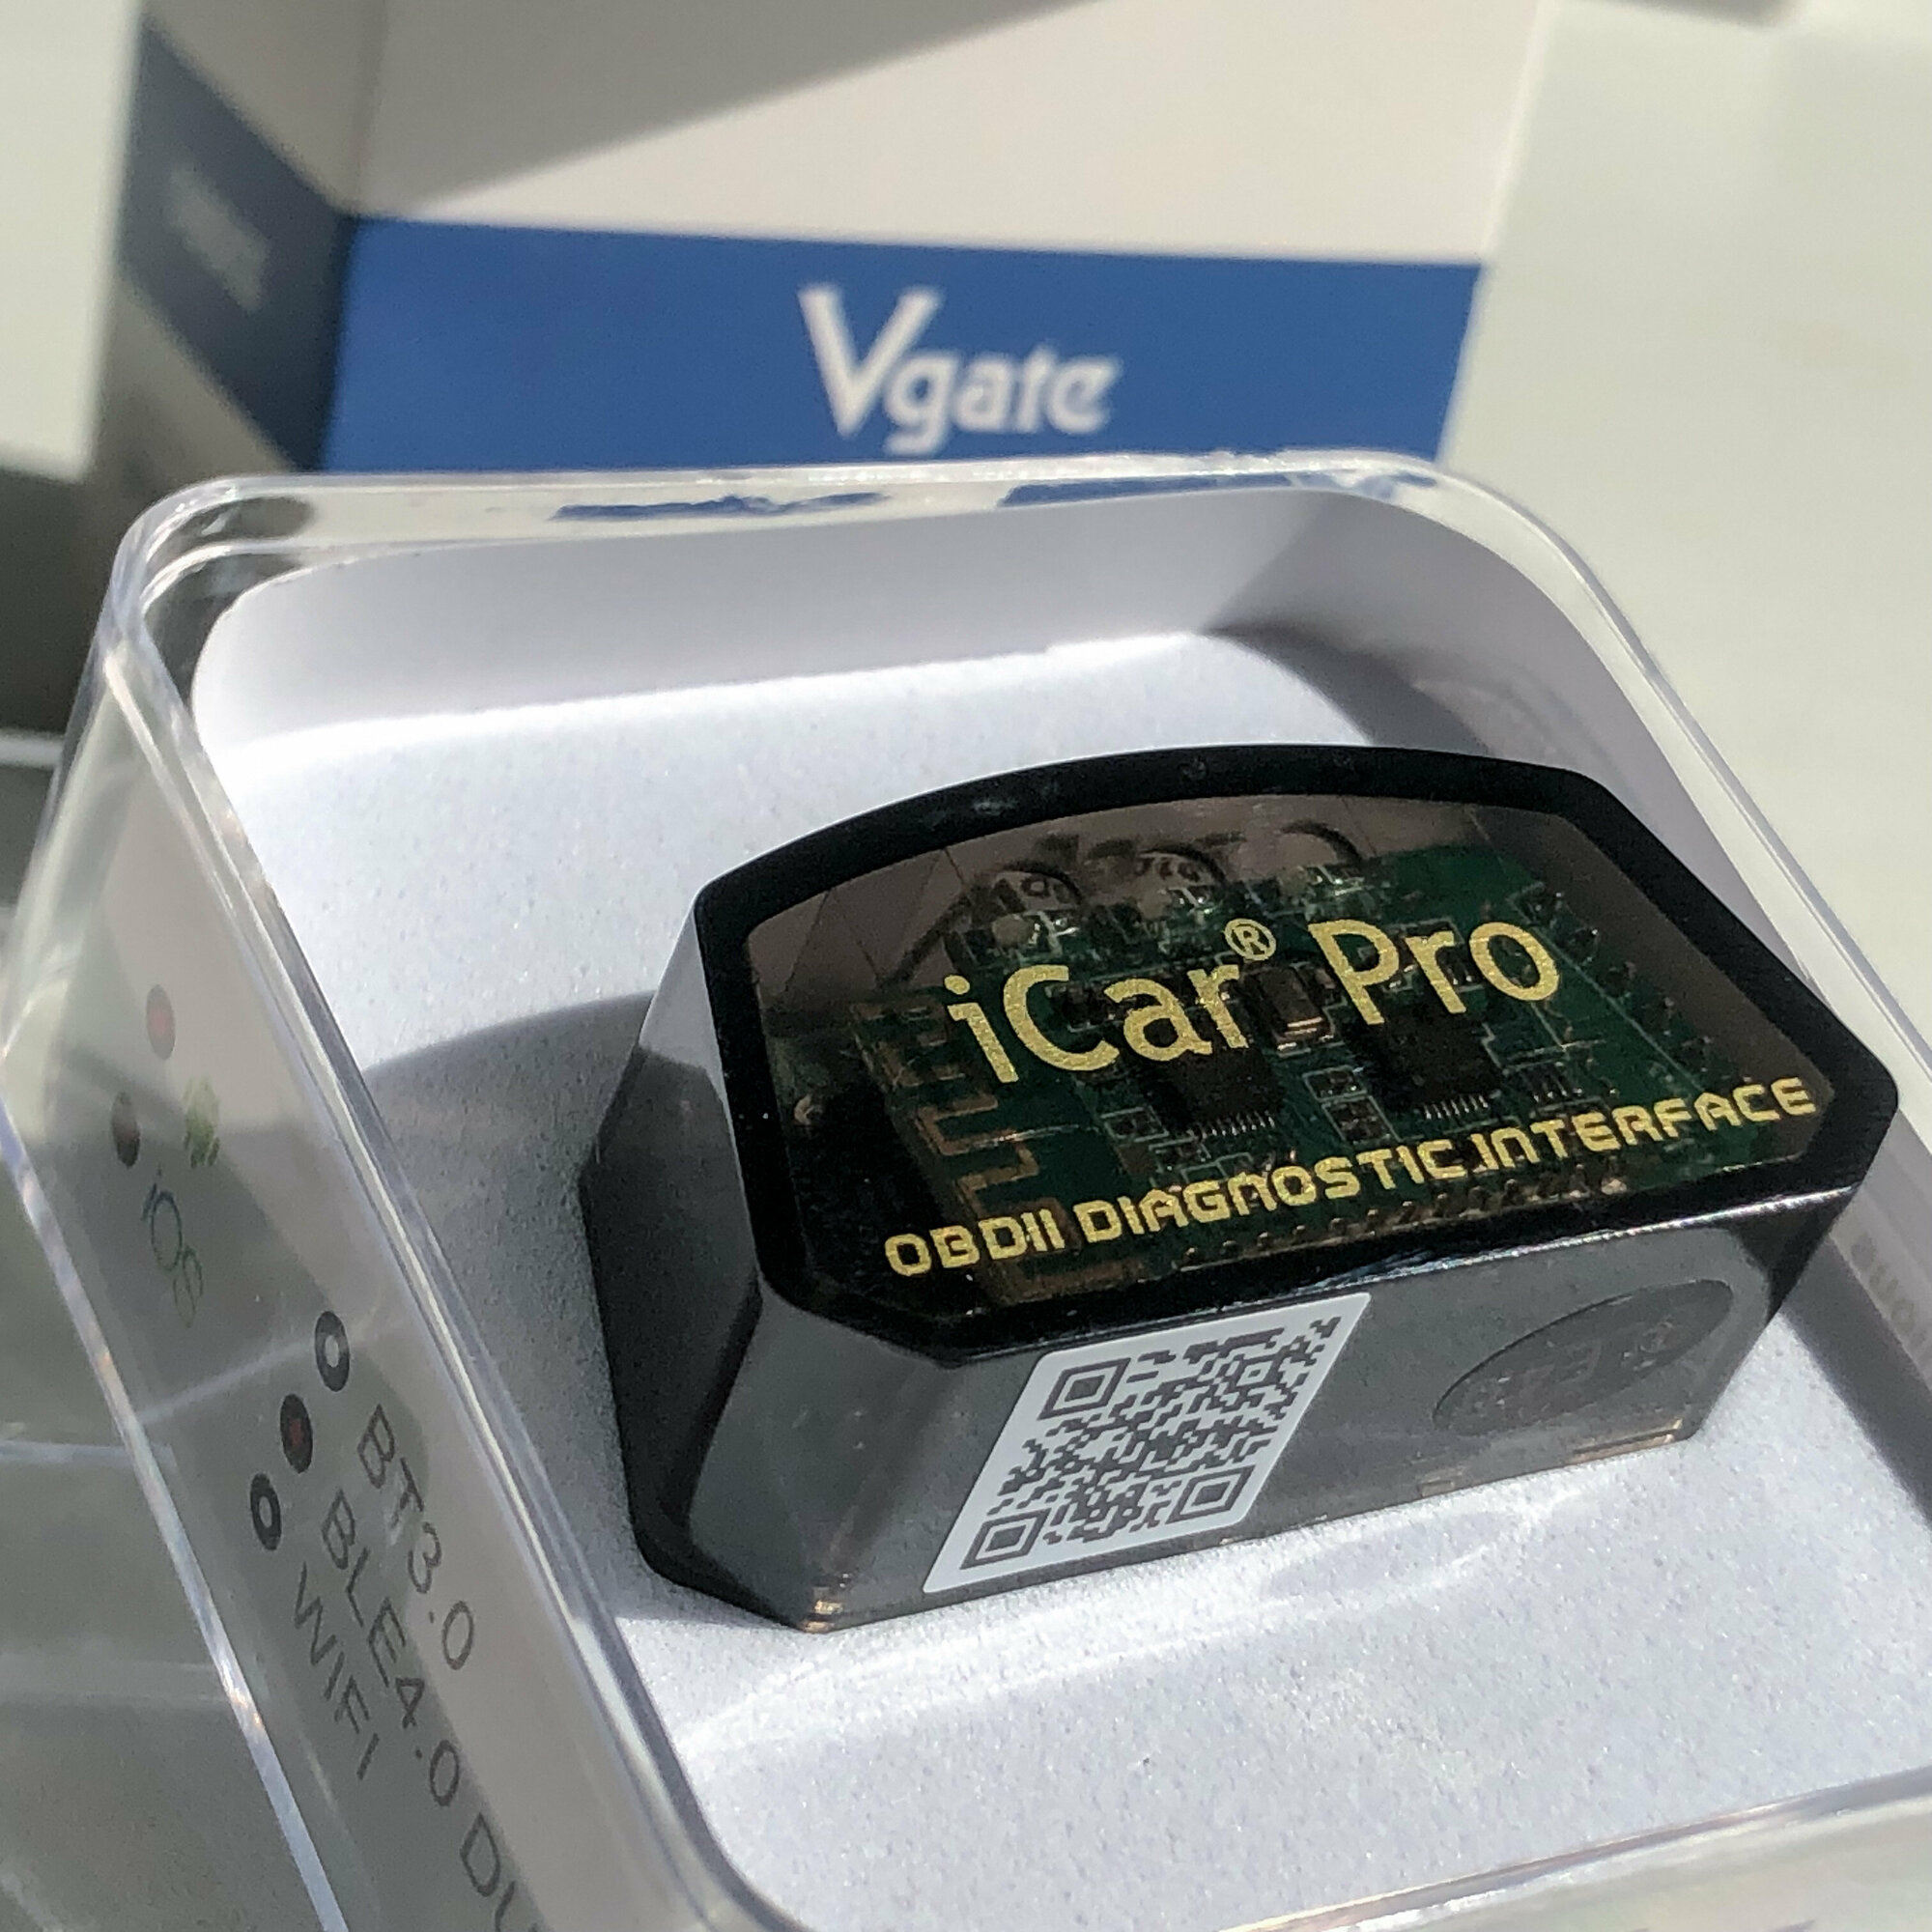 Vgate
iCar® Pro
OBDII DIAGNOSTIC INTERFACE
iOS
BT3.0
BLE4.0
WIFI